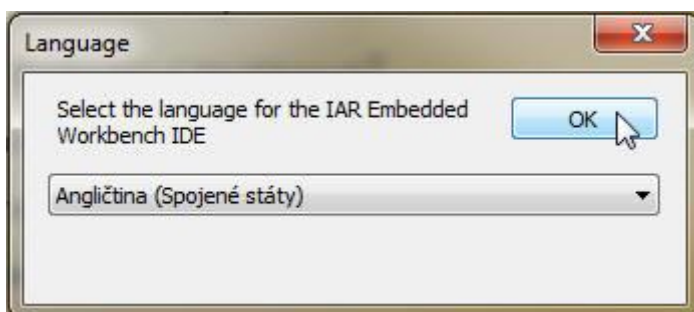 Language
Select the language for the IAR Embedded
Workbench IDE
OK
Angličtina (Spojené státy)